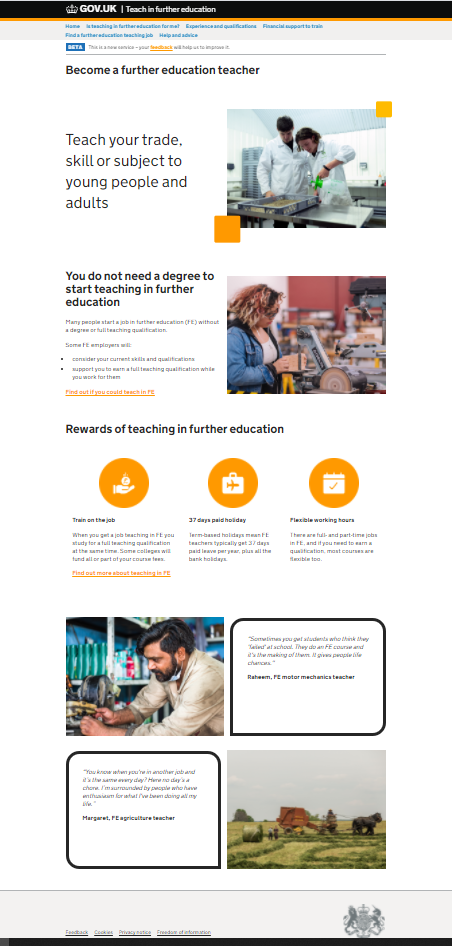 GOV.UK | Teach in further education
Home Is teaching in further education for me? Experience and qualifications Financial support to train
Find a further education teaching job Help and advice
BETA This is a new service – your feedback will help us to improve it.
Become a further education teacher
Teach your trade,
skill or subject to
young people and
adults
You do not need a degree to
start teaching in further
education
Many people start a job in further education (FE) without
a degree or full teaching qualification.
Some FE employers will:
consider your current skills and qualifications
support you to earn a full teaching qualification while
you work for them
Find out if you could teach in FE
Rewards of teaching in further education
Train on the job
When you get a job teaching in FE you
study for a full teaching qualification
at the same time. Some colleges will
fund all or part of your course fees.
Find out more about teaching in FE
37 days paid holiday
Term-based holidays mean FE
teachers typically get 37 days
paid leave per year, plus all the
bank holidays.
Flexible working hours
There are full- and part-time jobs
in FE, and if you need to earn a
qualification, most courses are
flexible too.
"Sometimes you get students who think they
'failed' at school. They do an FE course and
it's the making of them. It gives people life
chances."
Raheem, FE motor mechanics teacher
"You know when you're in another job and
it's the same every day? Here no day's a
chore. I'm surrounded by people who have
enthusiasm for what I've been doing all my
life."
Margaret, FE agriculture teacher
Feedback Cookies Privacy notice Freedom of information